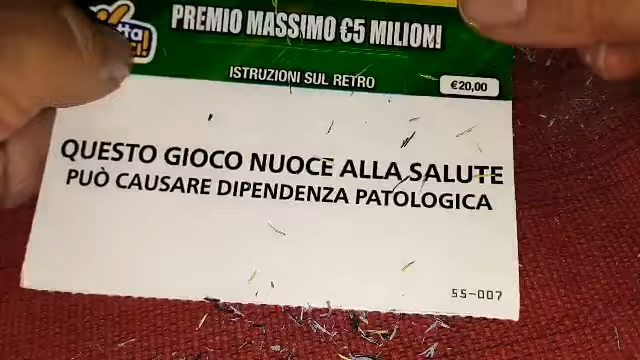 PREMIO MASSIMO €5 MILIONI
ISTRUZIONI SUL RETRO
€20,00
QUESTO GIOCO NUOCE ALLA SALUTE
PUÒ CAUSARE DIPENDENZA PATOLOGICA
55-007